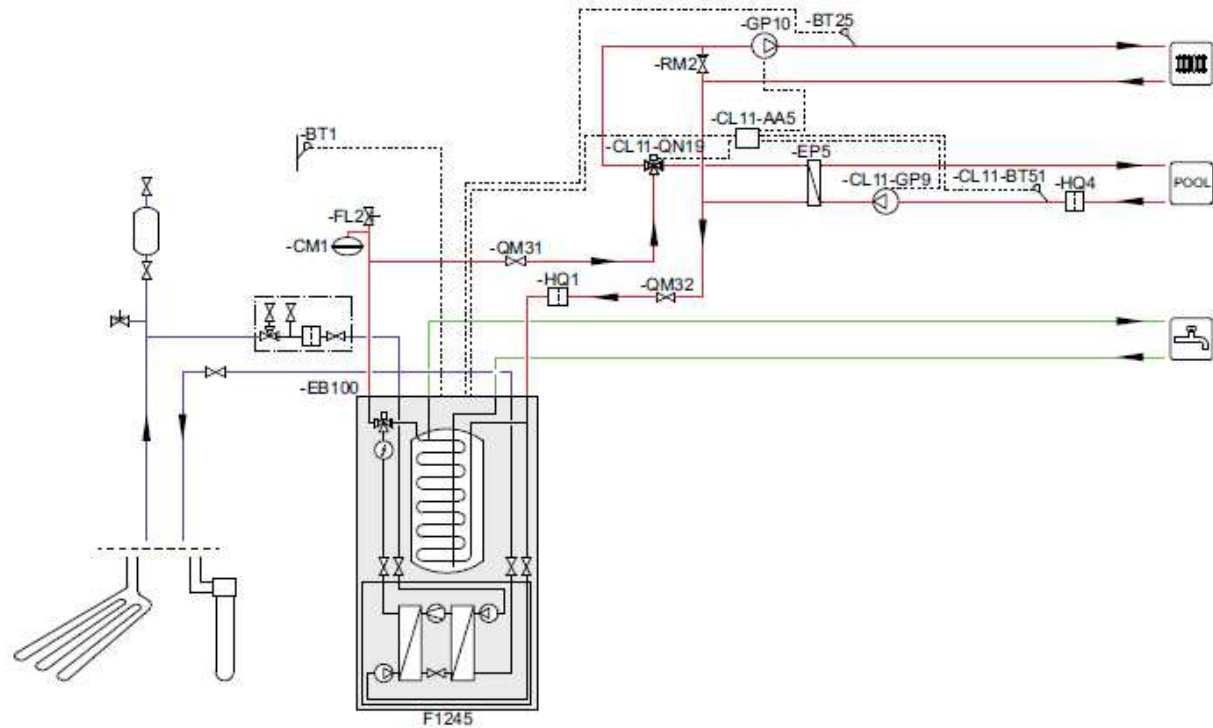 -GP10
-BT25
-RM2
-CL11-AA5
-BT1
-CL11-QN19
-EP5
-CL11-GP9
-CL11-BT51
-HQ4
POOL
-FL2
-CM1
-QM31
-HQ1
-QM32
-EB100
F1245